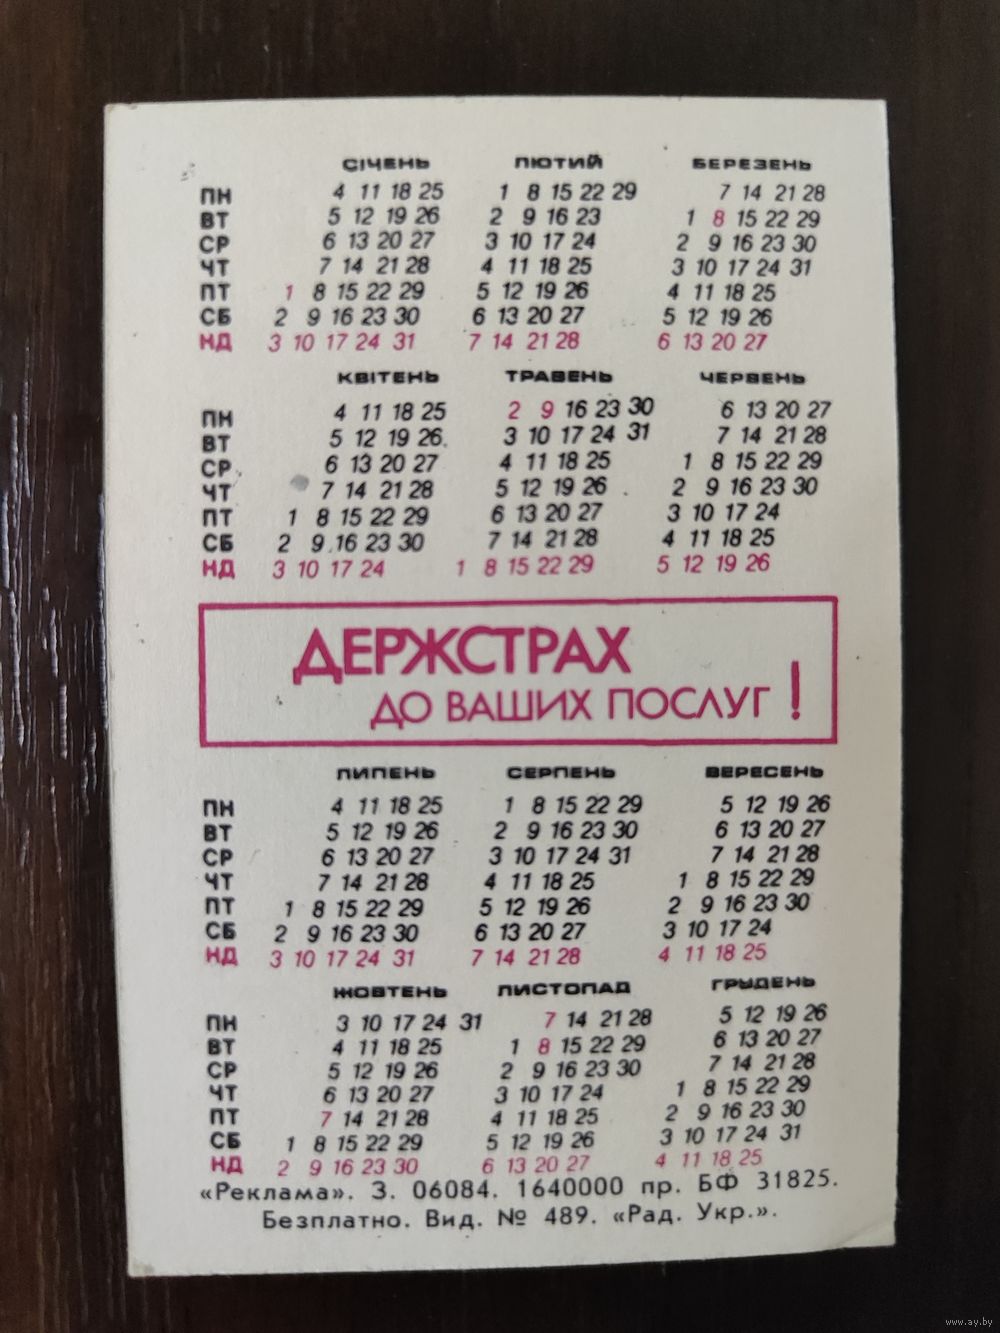 СІЧЕНЬ ЛЮТИЙ БЕРЕЗЕНЬ
ПН 4 11 18 25 1 8 15 22 29 7 14 21 28
ВТ 5 12 19 26 2 9 16 23 1 8 15 22 29
СР 6 13 20 27 3 10 17 24 2 9 16 23 30
ЧТ 7 14 21 28 4 11 18 25 3 10 17 24 31
ПТ 1 8 15 22 29 5 12 19 26 4 11 18 25
СБ 2 9 16 23 30 6 13 20 27 5 12 19 26
НД 3 10 17 24 31 7 14 21 28 6 13 20 27
КВІТЕНЬ ТРАВЕНЬ ЧЕРВЕНЬ
ПН 4 11 18 25 2 9 16 23 30 6 13 20 27
ВТ 5 12 19 26 3 10 17 24 31 7 14 21 28
СР 6 13 20 27 4 11 18 25 1 8 15 22 29
ЧТ 7 14 21 28 5 12 19 26 2 9 16 23 30
ПТ 1 8 15 22 29 6 13 20 27 3 10 17 24
СБ 2 9 16 23 30 7 14 21 28 4 11 18 25
НД 3 10 17 24 1 8 15 22 29 5 12 19 26
ДЕРЖСТРАХ
ДО ВАШИХ ПОСЛУГ !
ЛИПЕНЬ СЕРПЕНЬ ВЕРЕСЕНЬ
ПН 4 11 18 25 1 8 15 22 29 5 12 19 26
ВТ 5 12 19 26 2 9 16 23 30 6 13 20 27
СР 6 13 20 27 3 10 17 24 31 7 14 21 28
ЧТ 7 14 21 28 4 11 18 25 1 8 15 22 29
ПТ 1 8 15 22 29 5 12 19 26 2 9 16 23 30
СБ 2 9 16 23 30 6 13 20 27 3 10 17 24
НД 3 10 17 24 31 7 14 21 28 4 11 18 25
ЖОВТЕНЬ ЛИСТОПАД ГРУДЕНЬ
ПН 3 10 17 24 31 7 14 21 28 5 12 19 26
ВТ 4 11 18 25 1 8 15 22 29 6 13 20 27
СР 5 12 19 26 2 9 16 23 30 7 14 21 28
ЧТ 6 13 20 27 3 10 17 24 1 8 15 22 29
ПТ 7 14 21 28 4 11 18 25 2 9 16 23 30
СБ 1 8 15 22 29 5 12 19 26 3 10 17 24 31
НД 2 9 16 23 30 6 13 20 27 4 11 18 25
«Реклама». З. 06084. 1640000 пр. БФ 31825.
Безплатно. Вид. № 489. «Рад. Укр.».
www.ay.by